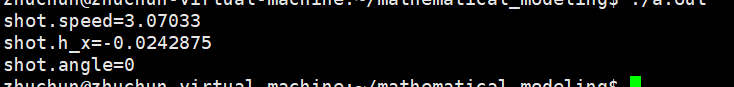 zhuchun@zhuchun-virtual-machine:~/mathematical_modeling$ ./a.out
shot.speed=3.07033
shot.h_x=-0.0242875
shot.angle=0
zhuchun@zhuchun-virtual-machine:~/mathematical_modeling$